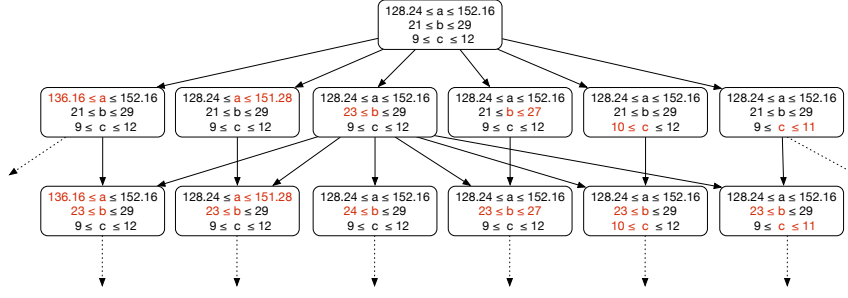 128.24 ≤ a ≤ 152.16
21 ≤ b ≤ 29
9 ≤ c ≤ 12
136.16 ≤ a ≤ 152.16
21 ≤ b ≤ 29
9 ≤ c ≤ 12
128.24 ≤ a ≤ 151.28
21 ≤ b ≤ 29
9 ≤ c ≤ 12
128.24 ≤ a ≤ 152.16
23 ≤ b ≤ 29
9 ≤ c ≤ 12
128.24 ≤ a ≤ 152.16
21 ≤ b ≤ 27
9 ≤ c ≤ 12
128.24 ≤ a ≤ 152.16
21 ≤ b ≤ 29
10 ≤ c ≤ 12
128.24 ≤ a ≤ 152.16
21 ≤ b ≤ 29
9 ≤ c ≤ 11
136.16 ≤ a ≤ 152.16
23 ≤ b ≤ 29
9 ≤ c ≤ 12
128.24 ≤ a ≤ 151.28
23 ≤ b ≤ 29
9 ≤ c ≤ 12
128.24 ≤ a ≤ 152.16
24 ≤ b ≤ 29
9 ≤ c ≤ 12
128.24 ≤ a ≤ 152.16
23 ≤ b ≤ 27
9 ≤ c ≤ 12
128.24 ≤ a ≤ 152.16
23 ≤ b ≤ 29
10 ≤ c ≤ 12
128.24 ≤ a ≤ 152.16
23 ≤ b ≤ 29
9 ≤ c ≤ 11